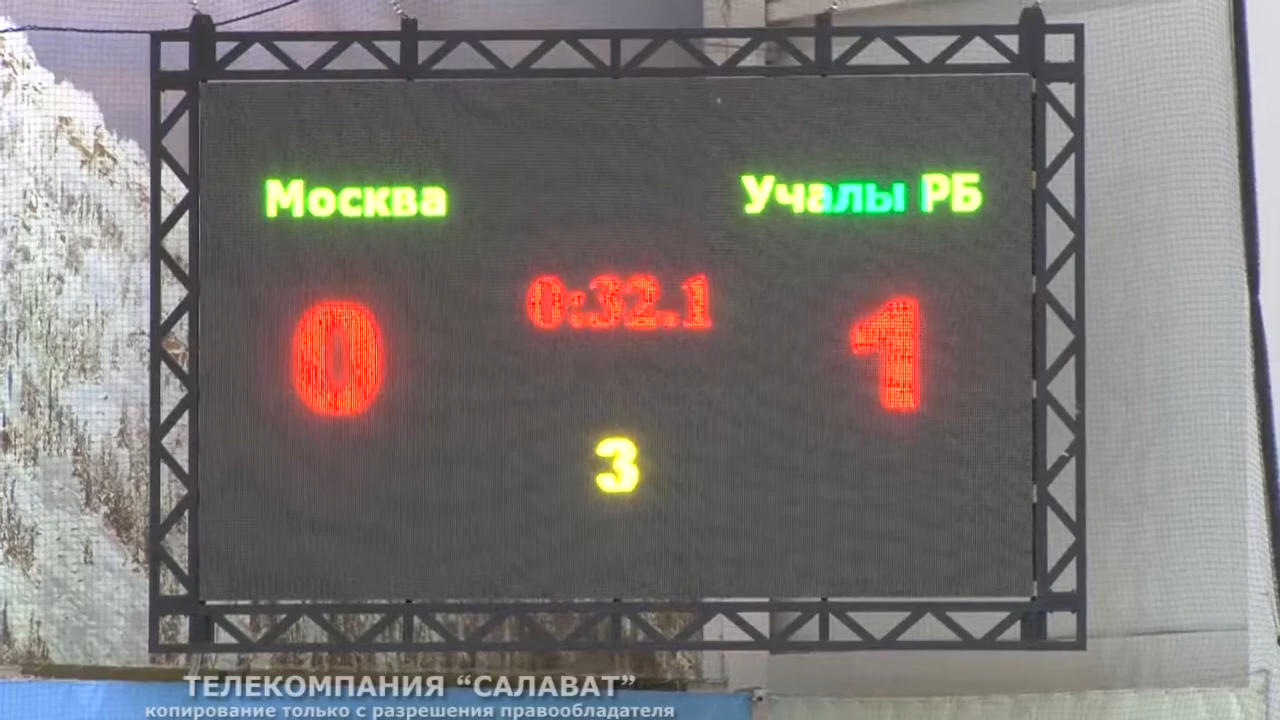 Москва
Учалы РБ
0:32.1
0
1
3
ТЕЛЕКОМПАНИЯ “САЛАВАТ”
копирование только с разрешения правообладателя